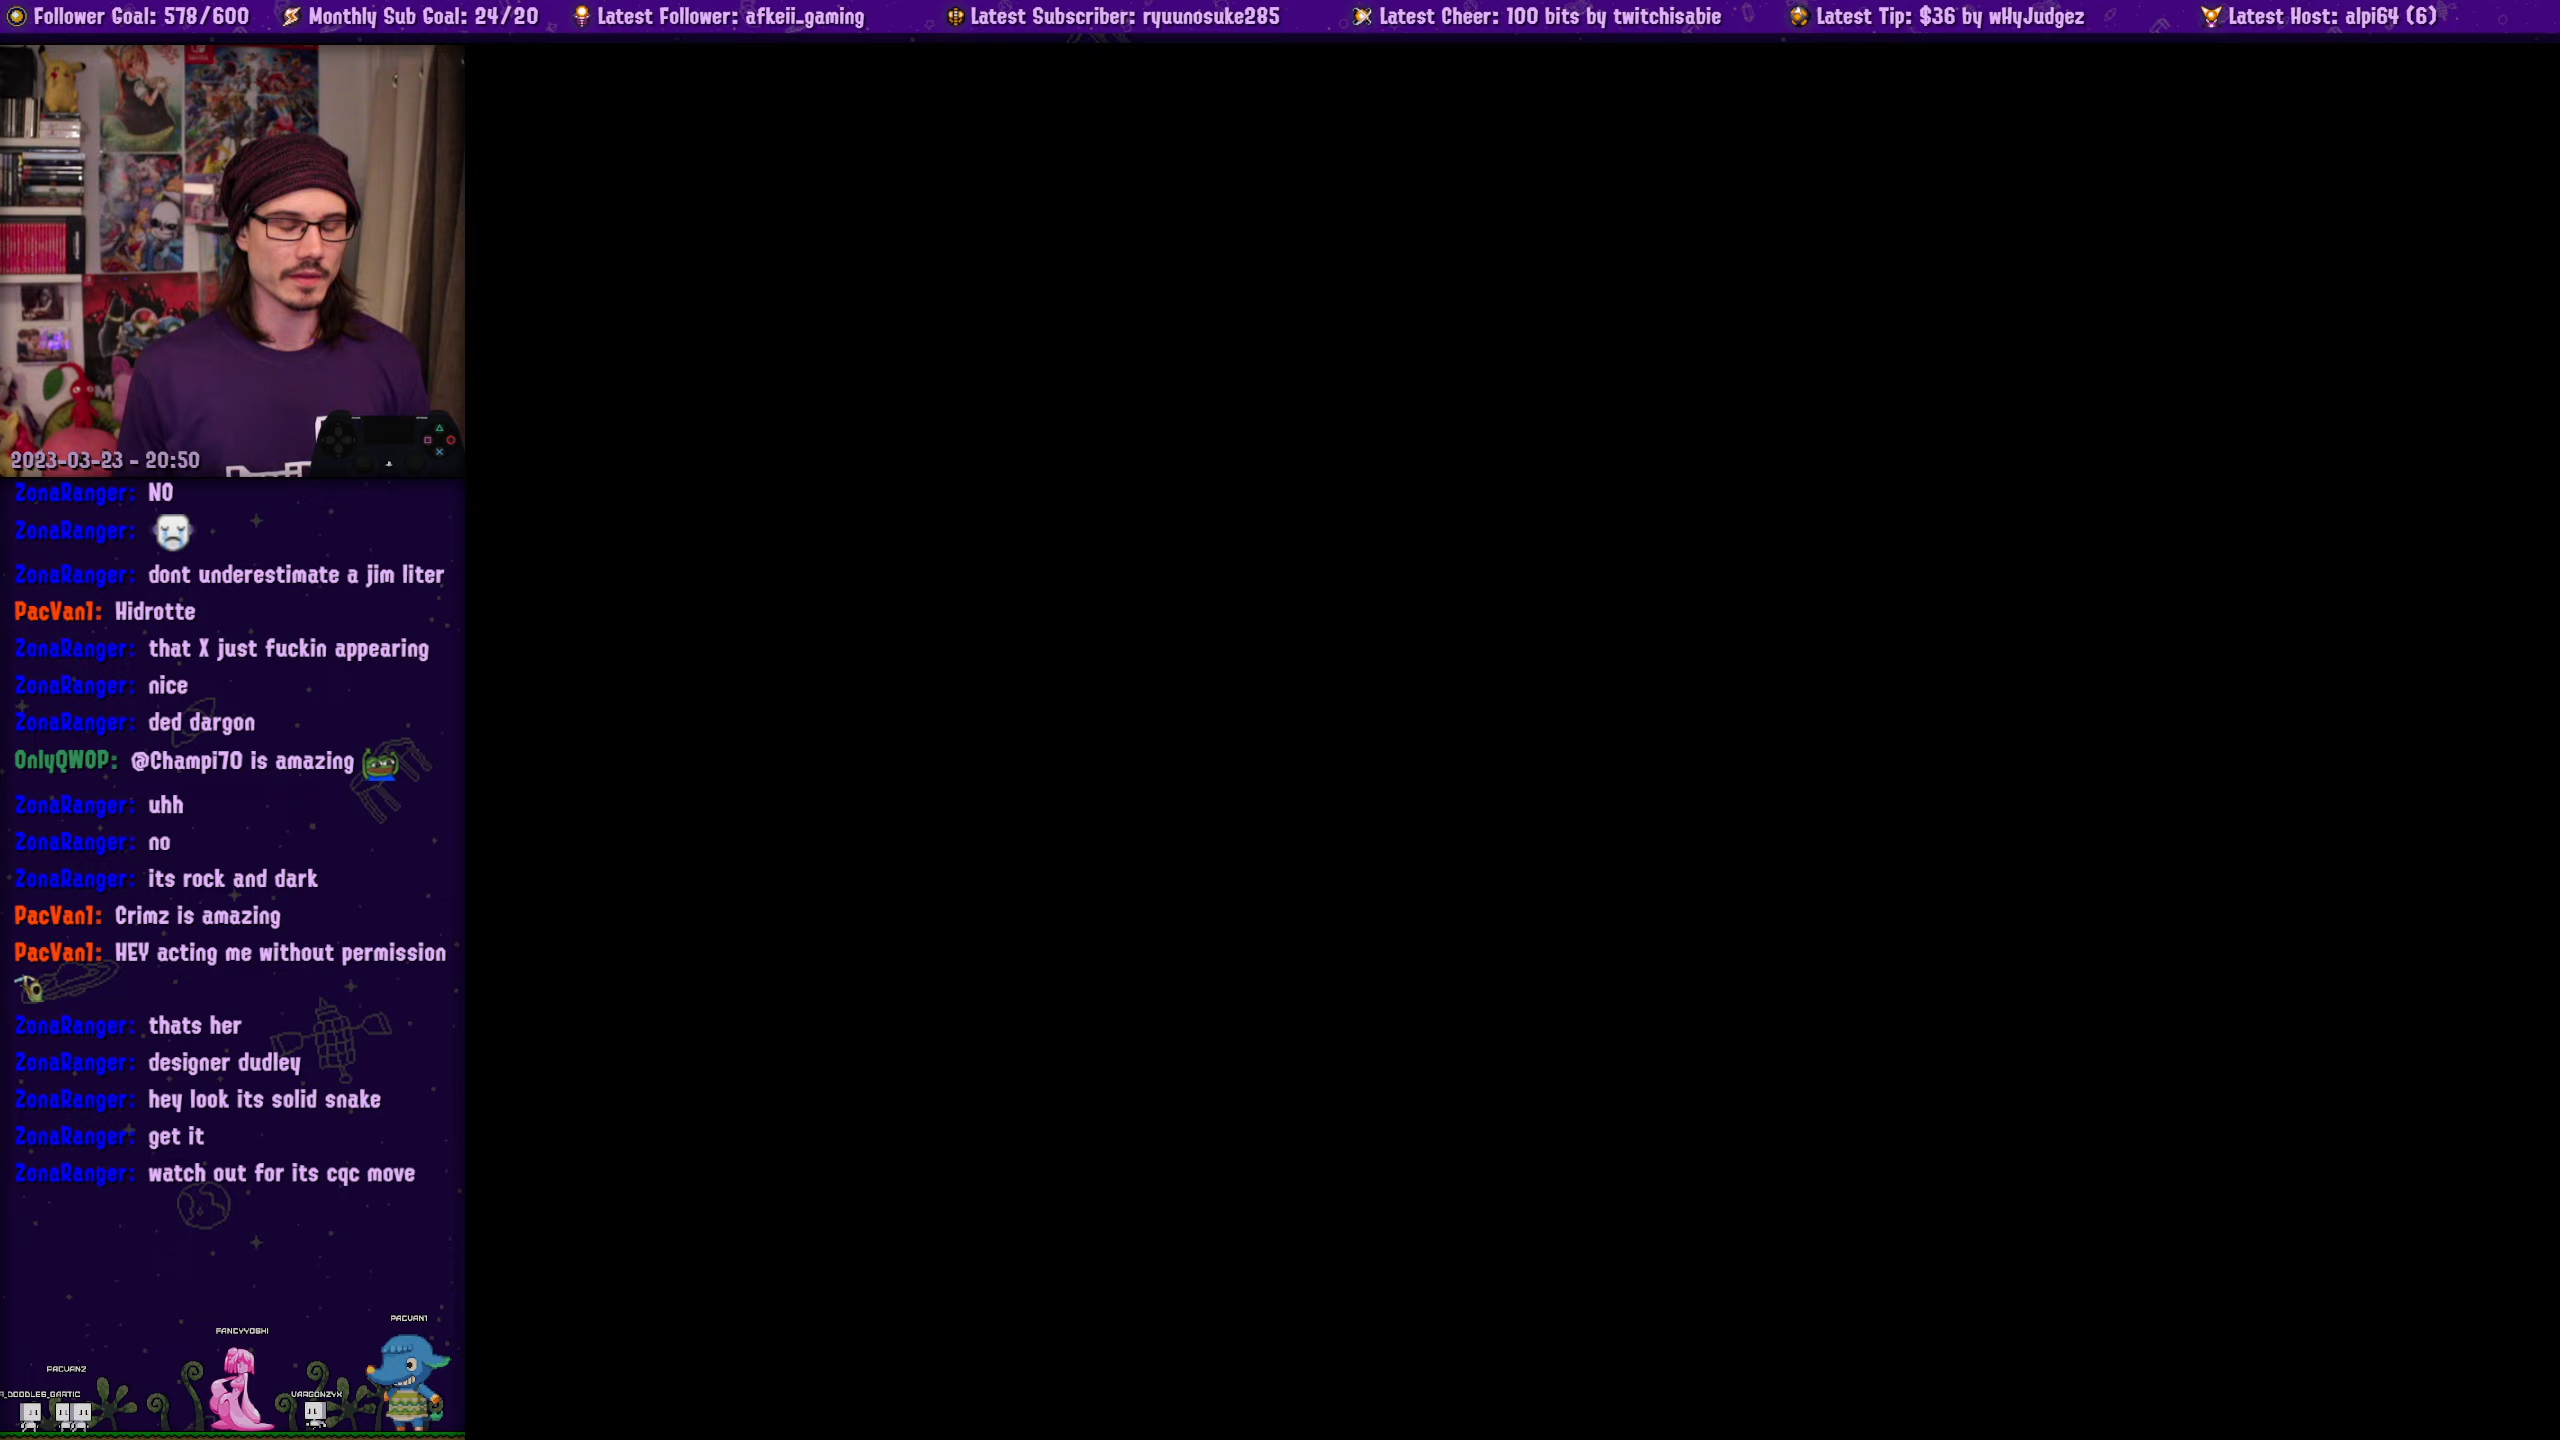 Follower Goal: 578/600 Monthly Sub Goal: 24/20 Latest Follower: afkeii_gaming Latest Subscriber: ryuunosuke285 Latest Cheer: 100 bits by twitchisabie Latest Tip: $36 by wHyJudgez Latest Host: alpi64 (6)
2023-03-23 - 20:50
ZonaRanger: NO
ZonaRanger:
ZonaRanger: dont underestimate a jim liter
PacVan1: Hidrotte
ZonaRanger: that X just fuckin appearing
ZonaRanger: nice
ZonaRanger: ded dargon
OnlyQWOP: @Champi70 is amazing
ZonaRanger: uhh
ZonaRanger: no
ZonaRanger: its rock and dark
PacVan1: Crimz is amazing
PacVan1: HEY acting me without permission
ZonaRanger: thats her
ZonaRanger: designer dudley
ZonaRanger: hey look its solid snake
ZonaRanger: get it
ZonaRanger: watch out for its cqc move
PACVAN1
FANCYYOSHI
PACVAN2
VARGONZYX